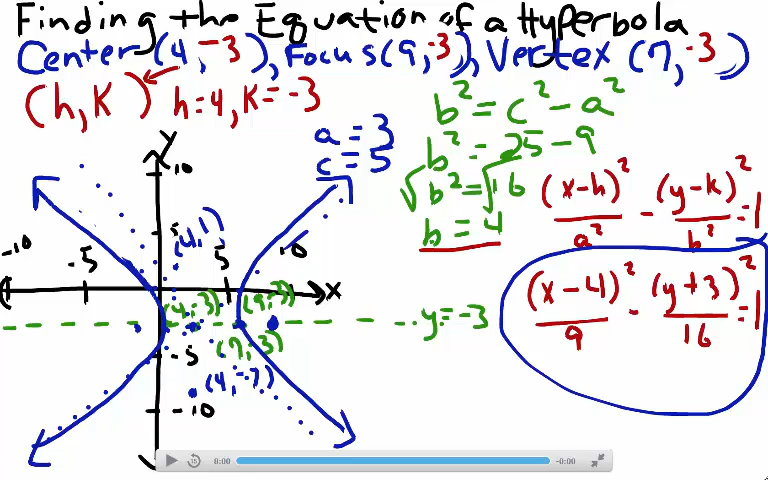 Finding the Equation of a Hyperbola
Center (4, -3), Focus (9, -3), Vertex (7, -3)
(h, K) h=4, K=-3
b² = c² - a²
a = 3
c = 5
b² = 25 - 9
√b² = √16
b = 4
(x-h)²/a² - (y-k)²/b² = 1
(x-4)²/9 - (y+3)²/16 = 1
y
10
5
(4,1)
-10
-5
5
10
x
(4,-3)
(9,-3)
y=-3
(7,-3)
-5
(4,-7)
-10
15
0:00
-0:00